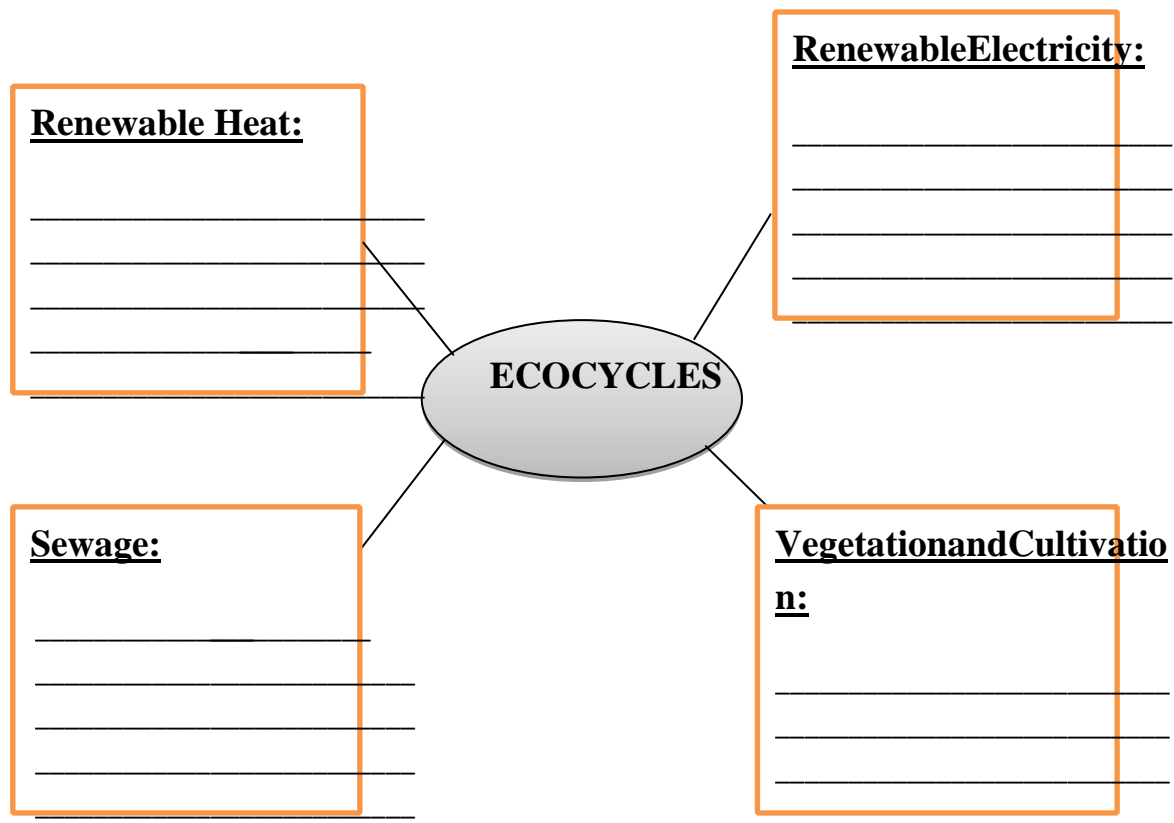 RenewableElectricity:
Renewable Heat:
ECOCYCLES
Sewage:
VegetationandCultivatio
n: